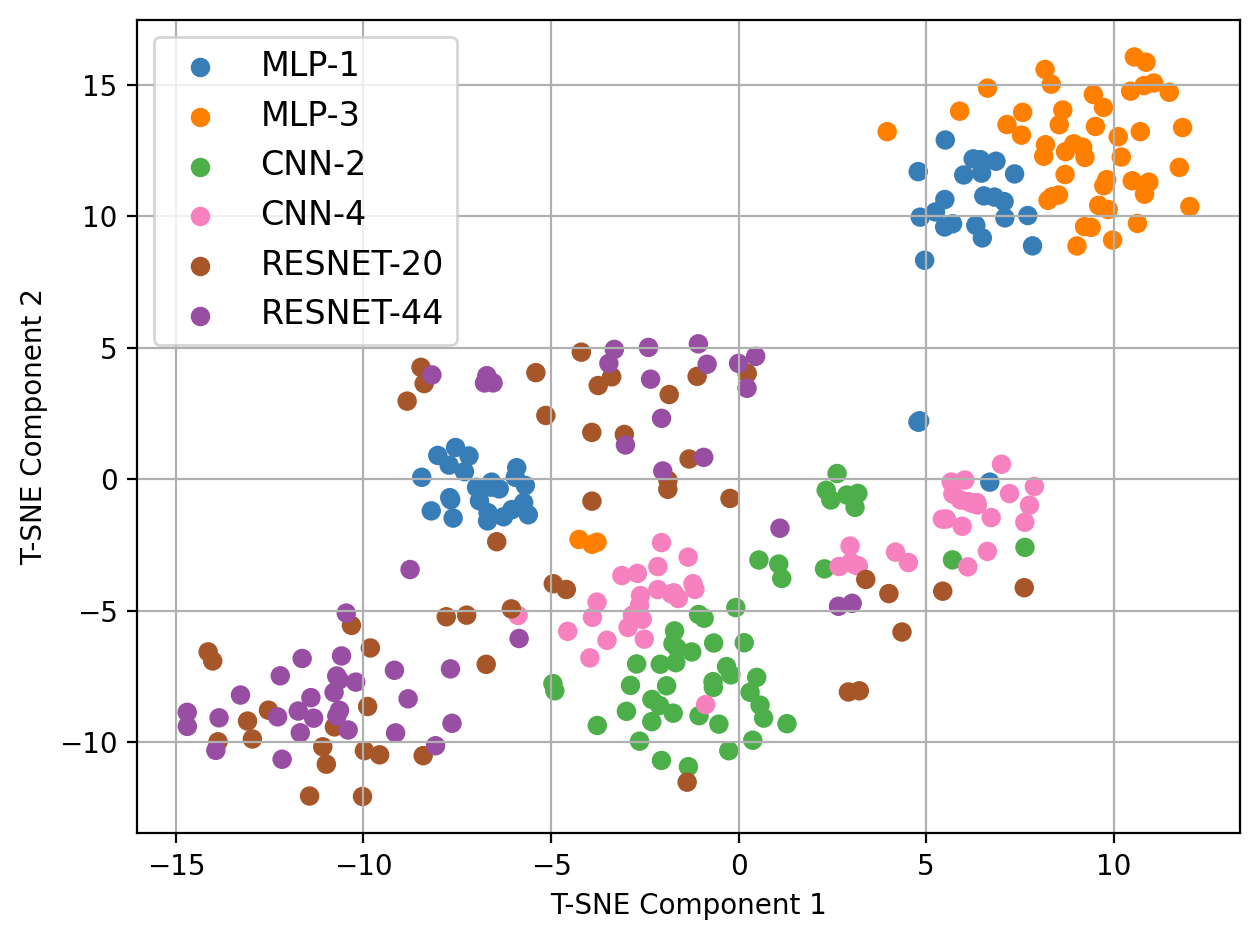 MLP-1
MLP-3
CNN-2
CNN-4
RESNET-20
RESNET-44
15
10
5
0
−5
−10
T-SNE Component 2
−15
−10
−5
0
5
10
T-SNE Component 1